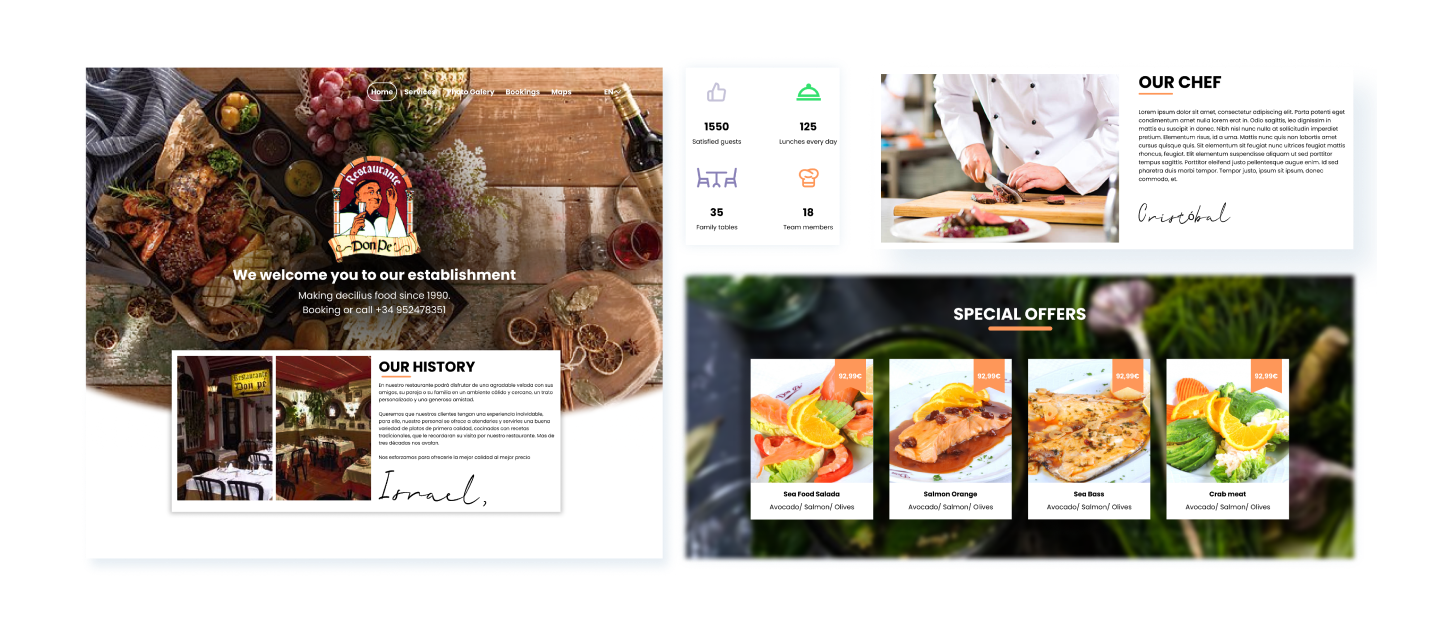 Home
Services
Photo Galery
Bookings
Maps
EN
Restaurante
Don Pé
We welcome you to our establishment
Making decilius food since 1990.
Booking or call +34 952478351
Restaurante
Don pé
OUR HISTORY
En nuestro restaurante podrá disfrutar de una agradable velada con sus
amigos, su pareja o su familia en un ambiente cálido y cercano, un trato
personalizado y una generosa amistad.
Queremos que nuestros clientes tengan una experiencia inolvidable,
para ello, nuestro personal se ofrece a atenderlos y servirles una buena
variedad de platos de primera calidad, cocinados con recetas
tradicionales, que le recordaran su visita por nuestro restaurante. Mas de
tres décadas nos avalan.
Nos esforzamos para ofrecerle la mejor calidad al mejor precio
Israel,
1550
Satisfied guests
125
Lunches every day
35
Family tables
18
Team members
OUR CHEF
Lorem ipsum dolor sit amet, consectetur adipiscing elit. Porta potenti eget
condimentum amet nulla lorem erat in. Odio sagittis, leo dignissim in
mattis eu suscipit in donec. Nibh nisl nunc nulla at sollicitudin imperdiet
pretium. Elementum risus, id a urna. Mattis nunc quis non lobortis amet
cursus quisque quis. Sit elementum sit feugiat nunc ultrices feugiat mattis
rhoncus, feugiat. Elit elementum suspendisse aliquam ut sed porttitor
tempus sagittis. Porttitor eleifend justo pellentesque augue enim. Id sed
pharetra duis morbi tempor. Tempor justo, ipsum sit ipsum, donec
commodo, et.
Cristóbal
SPECIAL OFFERS
92,99€
92,99€
92,99€
92,99€
Sea Food Salada
Avocado/ Salmon/ Olives
Salmon Orange
Avocado/ Salmon/ Olives
Sea Bass
Avocado/ Salmon/ Olives
Crab meat
Avocado/ Salmon/ Olives